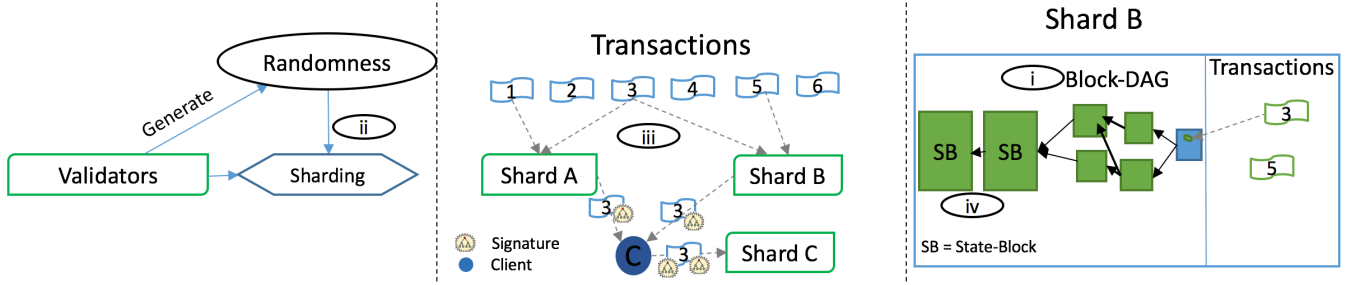 Randomness
Generate
ii
Validators
Sharding
Transactions
1 2 3 4 5 6
iii
Shard A
Shard B
3
3
Signature
Client
C
3
Shard C
Shard B
i
Block-DAG
Transactions
3
SB
SB
5
iv
SB = State-Block